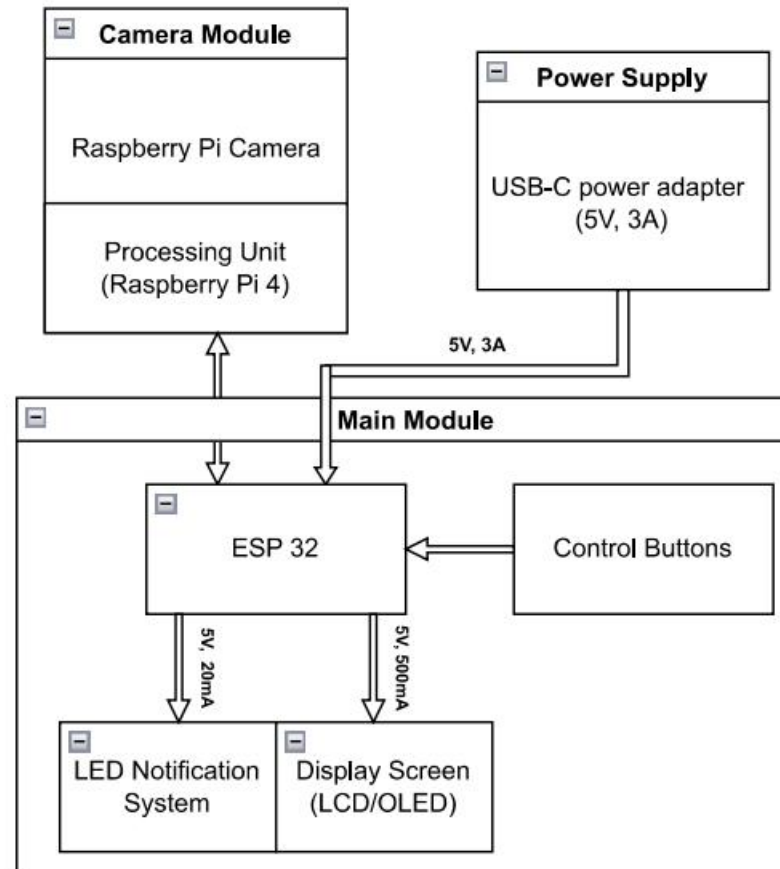 Camera Module
Raspberry Pi Camera
Processing Unit
(Raspberry Pi 4)
Power Supply
USB-C power adapter
(5V, 3A)
5V, 3A
Main Module
ESP 32
Control Buttons
5V, 20mA
5V, 500mA
LED Notification
System
Display Screen
(LCD/OLED)